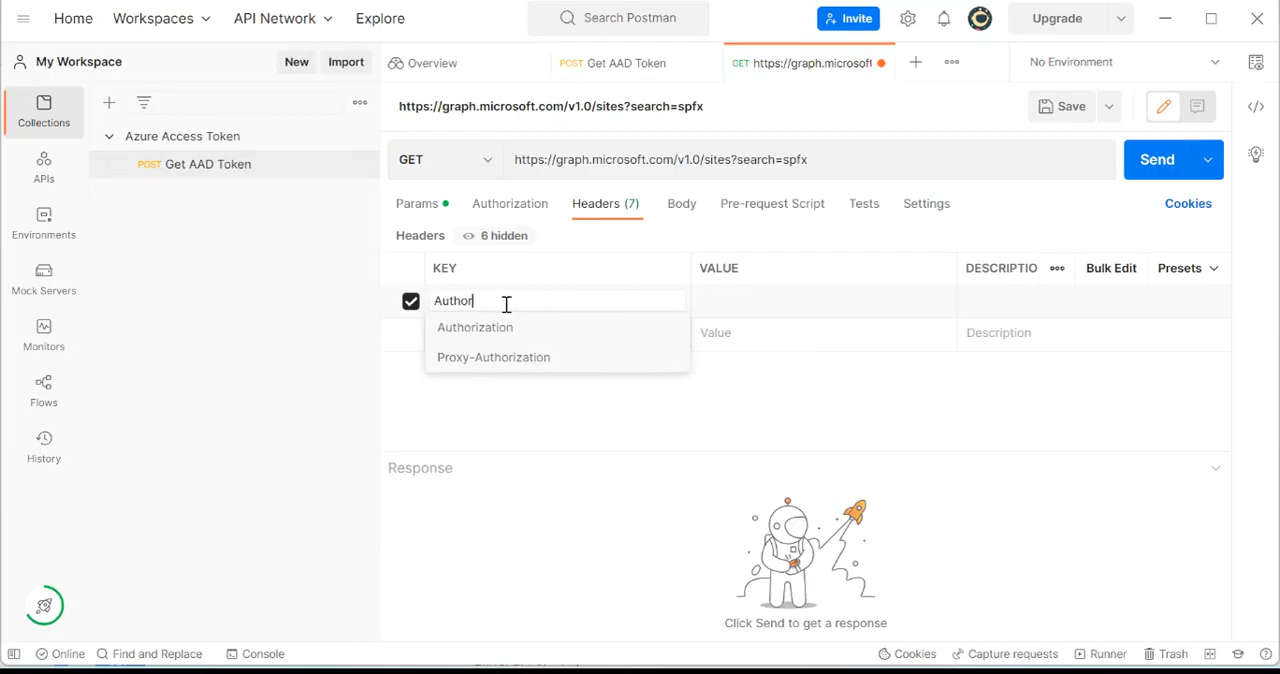 Home Workspaces API Network Explore Search Postman Invite Upgrade
My Workspace New Import Overview POST Get AAD Token GET https://graph.microsoft No Environment
Collections
Azure Access Token
POST Get AAD Token
APIs
Environments
Mock Servers
Monitors
Flows
History
https://graph.microsoft.com/v1.0/sites?search=spfx Save
GET https://graph.microsoft.com/v1.0/sites?search=spfx Send
Params Authorization Headers (7) Body Pre-request Script Tests Settings Cookies
Headers 6 hidden
KEY VALUE DESCRIPTIO Bulk Edit Presets
Author
Authorization
Value Description
Proxy-Authorization
Response
Click Send to get a response
Online Find and Replace Console Cookies Capture requests Runner Trash